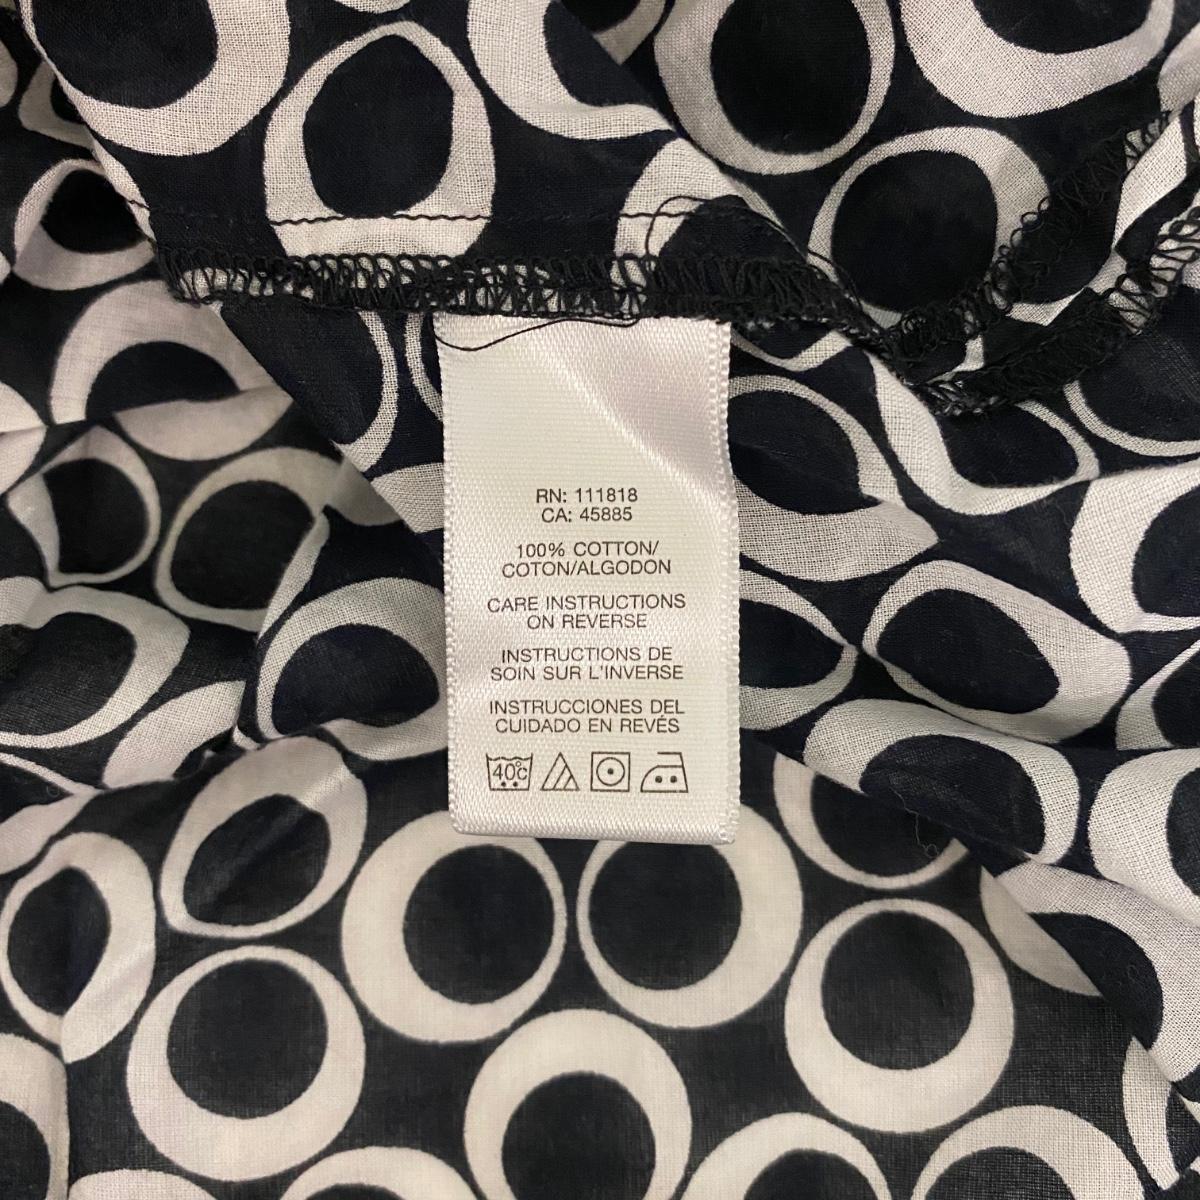 RN: 111818
CA: 45885
100% COTTON/
COTON/ALGODON
CARE INSTRUCTIONS
ON REVERSE
INSTRUCTIONS DE
SOIN SUR L'INVERSE
INSTRUCCIONES DEL
CUIDADO EN REVÉS
40°C